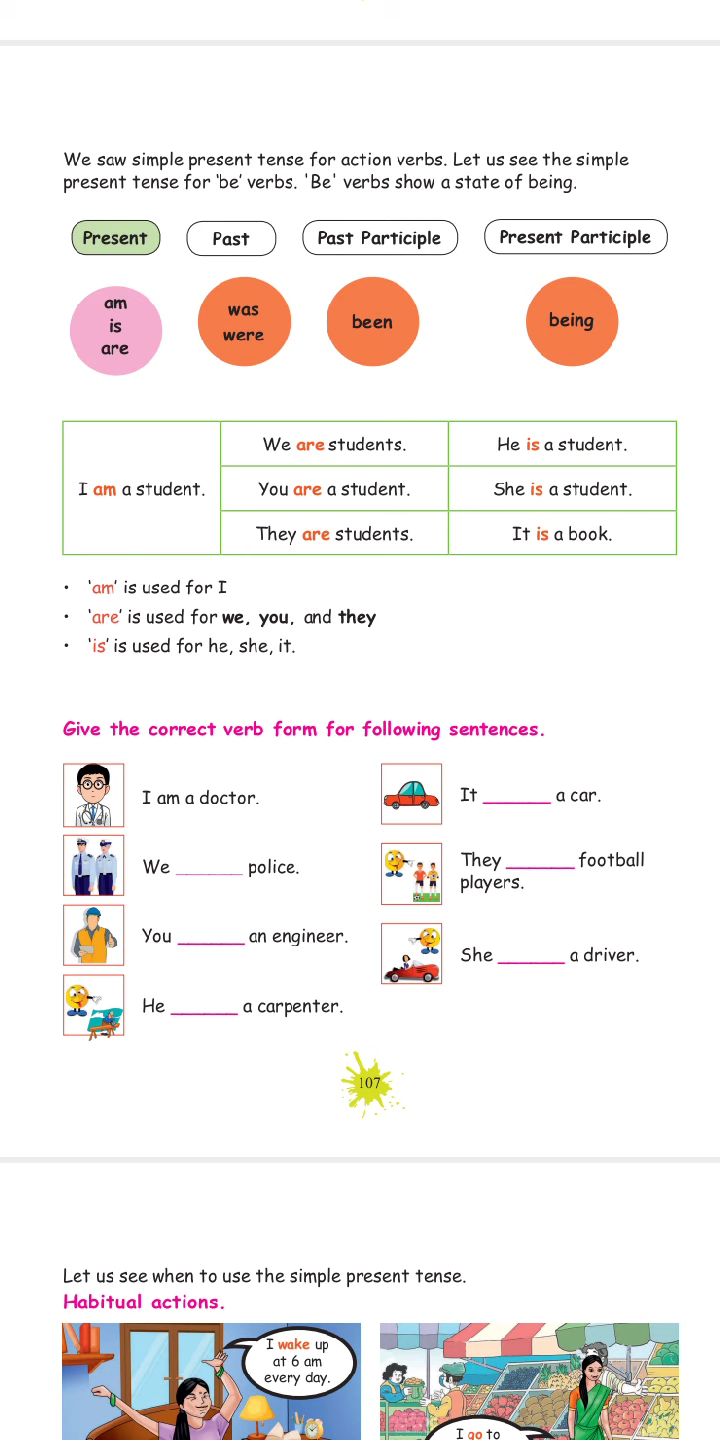 We saw simple present tense for action verbs. Let us see the simple
present tense for 'be' verbs. 'Be' verbs show a state of being.
Present Past Past Participle Present Participle
am
is
are
was
were
been
being
I am a student.
We are students.
He is a student.
You are a student.
She is a student.
They are students.
It is a book.
• 'am' is used for I
• 'are' is used for we, you, and they
• 'is' is used for he, she, it.
Give the correct verb form for following sentences.
I am a doctor.
We _______ police.
You _______ an engineer.
He _______ a carpenter.
It _______ a car.
They _______ football
players.
She _______ a driver.
107
Let us see when to use the simple present tense.
Habitual actions.
I wake up
at 6 am
every day.
I go to